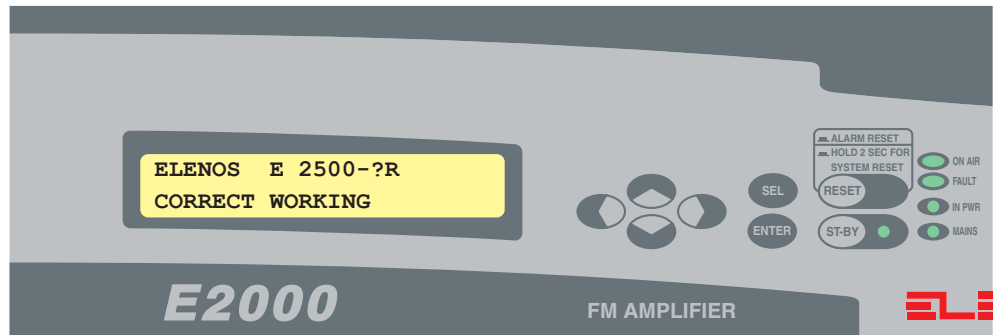 ELENOS E 2500-?R
CORRECT WORKING
ALARM RESET
HOLD 2 SEC FOR
SYSTEM RESET
SEL
RESET
ENTER
ST-BY
ON AIR
FAULT
IN PWR
MAINS
E2000
FM AMPLIFIER
ELE